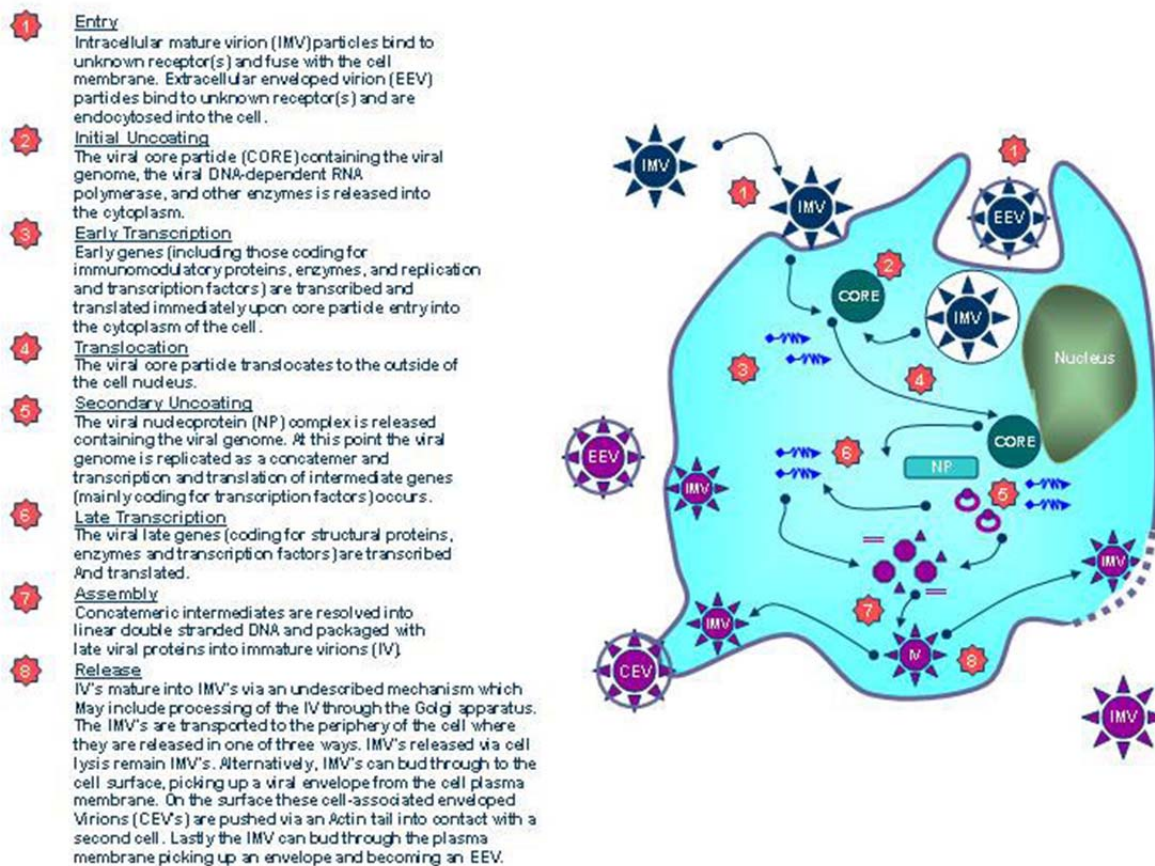 1
Entry
Intracellular mature virion (IMV) particles bind to
unknown receptor(s) and fuse with the cell
membrane. Extracellular enveloped virion (EEV)
particles bind to unknown receptor(s) and are
endocytosed into the cell.
2
Initial Uncoating
The viral core particle (CORE) containing the viral
genome, the viral DNA-dependent RNA
polymerase, and other enzymes is released into
the cytoplasm.
3
Early Transcription
Early genes (including those coding for
immunomodulatory proteins, enzymes, and replication
and transcription factors) are transcribed and
translated immediately upon core particle entry into
the cytoplasm of the cell.
4
Translocation
The viral core particle translocates to the outside of
the cell nucleus.
5
Secondary Uncoating
The viral nucleoprotein (NP) complex is released
containing the viral genome. At this point the viral
genome is replicated as a concatemer and
transcription and translation of intermediate genes
(mainly coding for transcription factors) occurs.
6
Late Transcription
The viral late genes (coding for structural proteins,
enzymes and transcription factors) are transcribed
And translated.
7
Assembly
Concatemeric intermediates are resolved into
linear double stranded DNA and packaged with
late viral proteins into immature virions (IV)
8
Release
IV's mature into IMV's via an undescribed mechanism which
May include processing of the IV through the Golgi apparatus.
The IMV's are transported to the periphery of the cell where
they are released in one of three ways. IMV's released via cell
lysis remain IMV's. Alternatively, IMV's can bud through to the
cell surface, picking up a viral envelope from the cell plasma
membrane. On the surface these cell-associated enveloped
Virions (CEV's) are pushed via an Actin tail into contact with a
second cell. Lastly the IMV can bud through the plasma
membrane picking up an envelope and becoming an EEV.
IMV
1
IMV
1
EEV
2
CORE
IMV
Nucleus
3
4
CORE
6
NP
5
EEV
IMV
IMV
7
IMV
IV
8
CEV
IMV